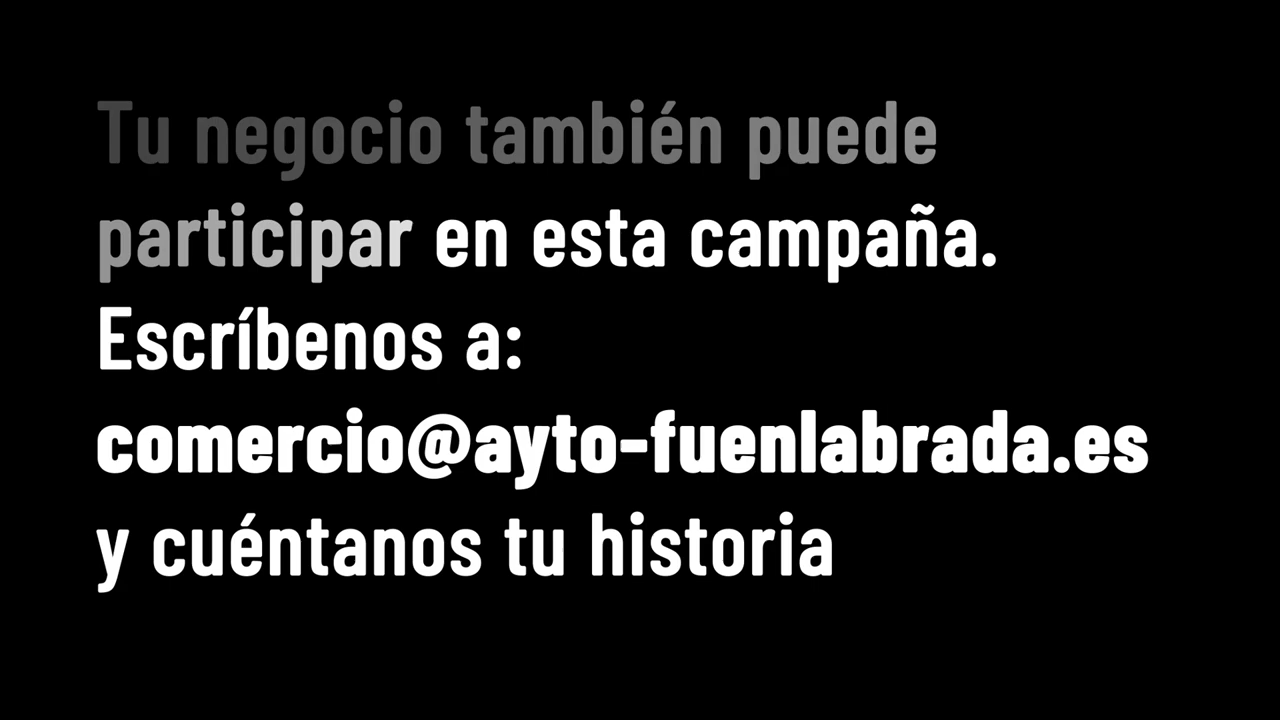 Tu negocio también puede
participar en esta campaña.
Escríbenos a:
comercio@ayto-fuenlabrada.es
y cuéntanos tu historia